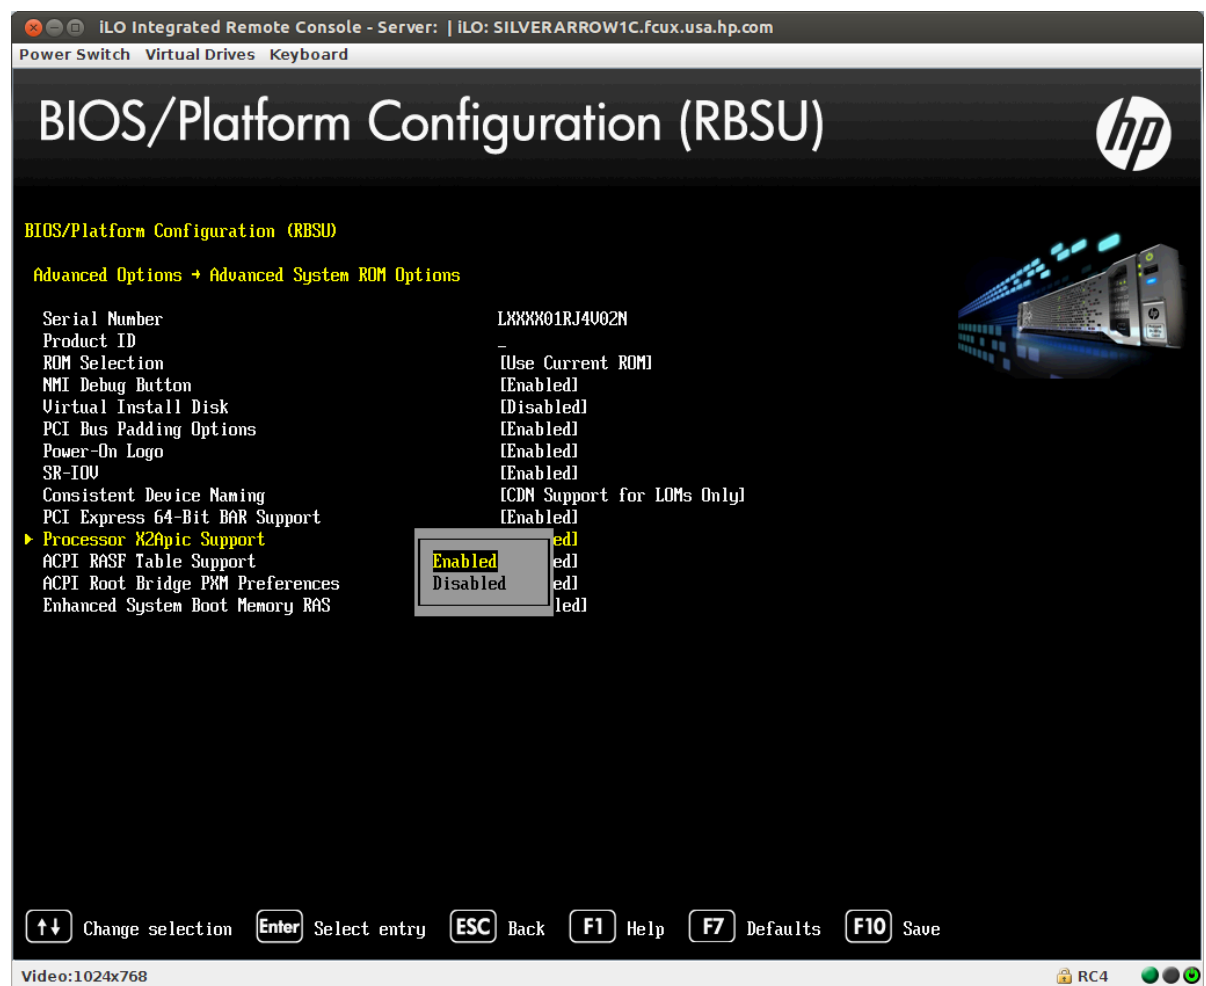 iLO Integrated Remote Console - Server: | iLO: SILVERARROW1C.fcux.usa.hp.com
Power Switch Virtual Drives Keyboard
BIOS/Platform Configuration (RBSU)
hp
BIOS/Platform Configuration (RBSU)
Advanced Options → Advanced System ROM Options
Serial Number LXXXX01RJ4V02N
Product ID _
ROM Selection [Use Current ROM]
NMI Debug Button [Enabled]
Virtual Install Disk [Disabled]
PCI Bus Padding Options [Enabled]
Power-On Logo [Enabled]
SR-IOV [Enabled]
Consistent Device Naming [CDN Support for LOMs Only]
PCI Express 64-Bit BAR Support [Enabled]
Processor X2Apic Support ed]
ACPI RASF Table Support Enabled ed]
ACPI Root Bridge PXM Preferences Disabled ed]
Enhanced System Boot Memory RAS led]
↑↓ Change selection Enter Select entry ESC Back F1 Help F7 Defaults F10 Save
Video:1024x768 RC4